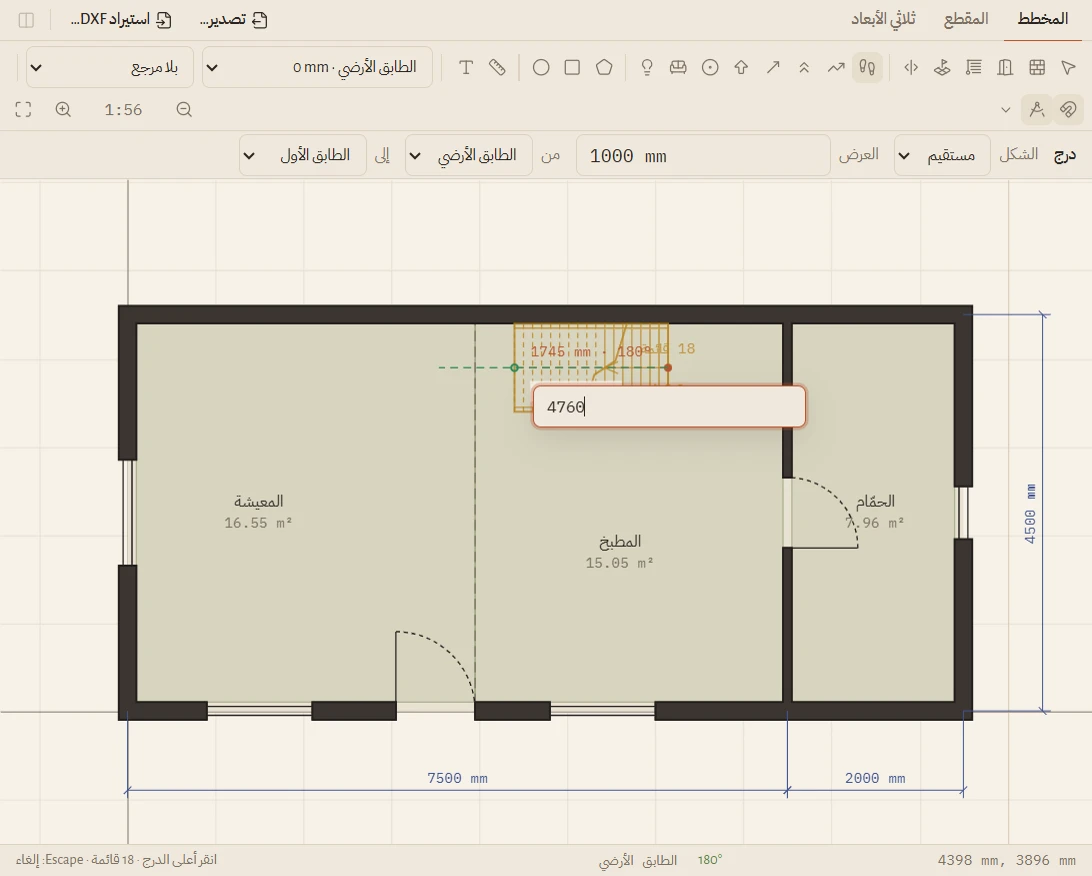 المخطط
المقطع
ثلاثي الأبعاد
تصدير...
استيراد DXF...
الطابق الأرضي · 0 mm
بلا مرجع
1:56
درج
الشكل
مستقيم
العرض
1000 mm
من
الطابق الأرضي
إلى
الطابق الأول
1745 mm · 180°
18
4760
المعيشة
16.55 m²
المطبخ
15.05 m²
الحمّام
7.96 m²
4500 mm
7500 mm
2000 mm
انقر أعلى الدرج · 18 قائمة · Escape: إلغاء
الطابق الأرضي
180°
4398 mm, 3896 mm